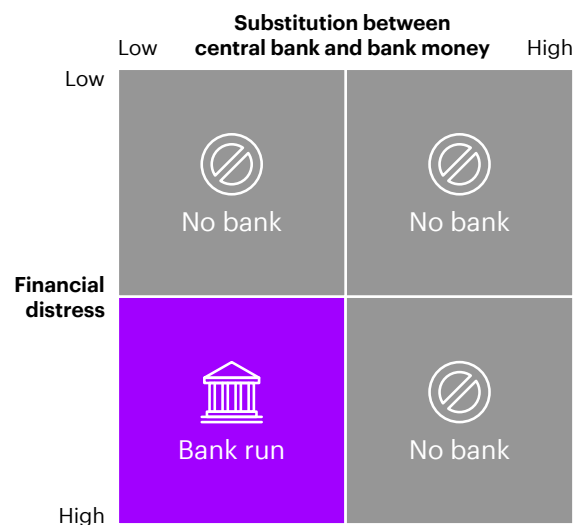 Substitution between
Low central bank and bank money High
Low
No bank
No bank
Financial
distress
Bank run
No bank
High